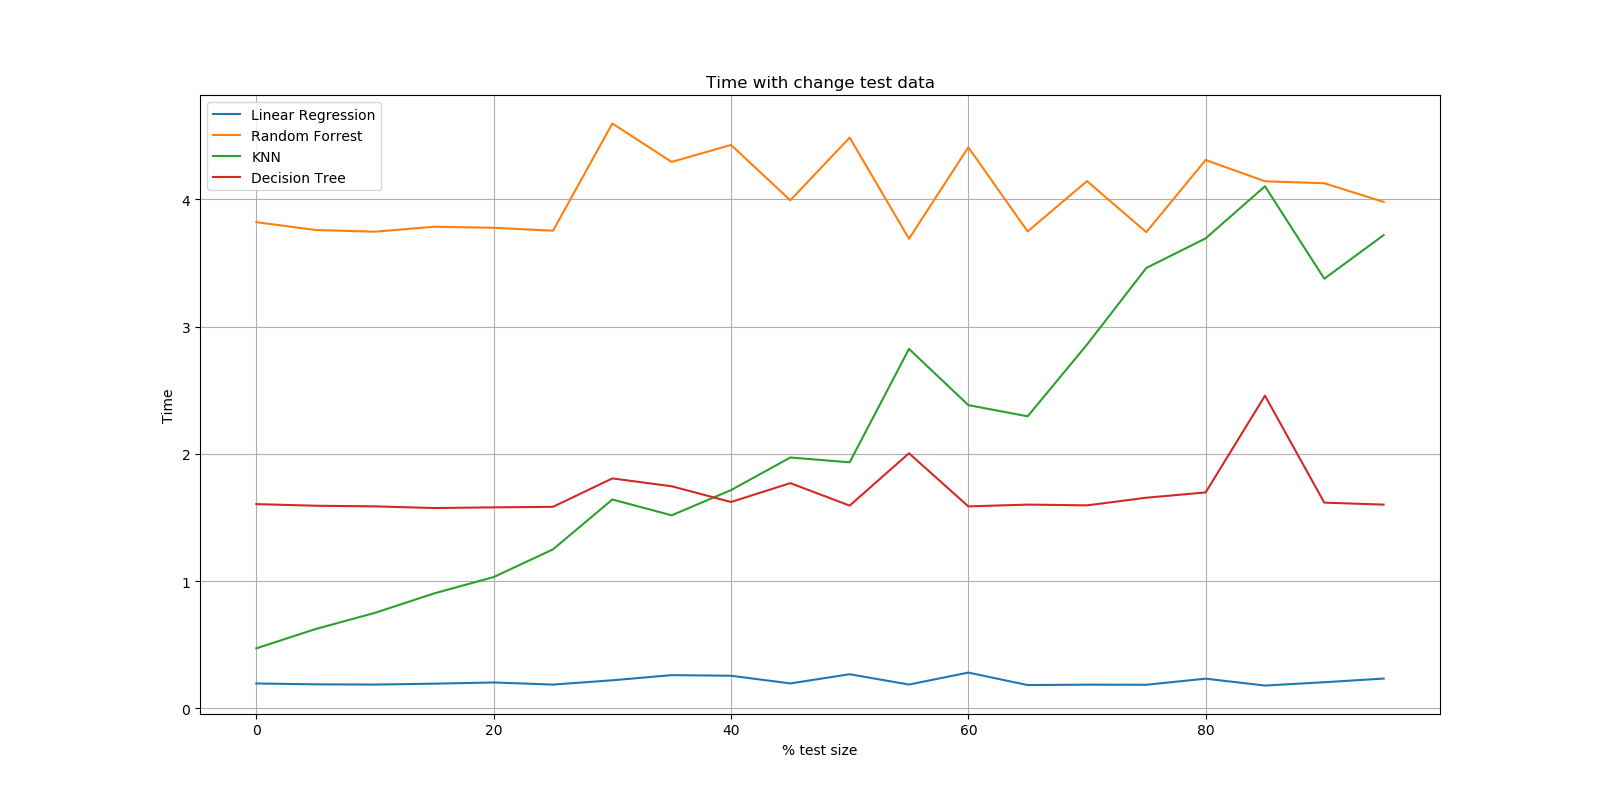 Time with change test data
Linear Regression
Random Forrest
KNN
Decision Tree
4
3
2
1
0
Time
0 20 40 60 80
% test size